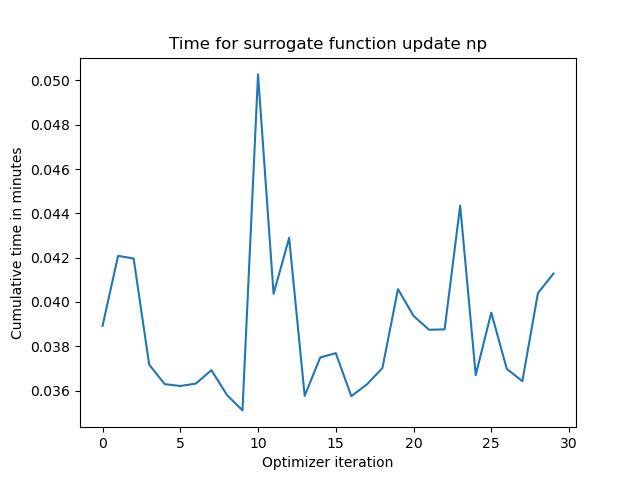 Time for surrogate function update np
Cumulative time in minutes
0.050
0.048
0.046
0.044
0.042
0.040
0.038
0.036
0 5 10 15 20 25 30
Optimizer iteration